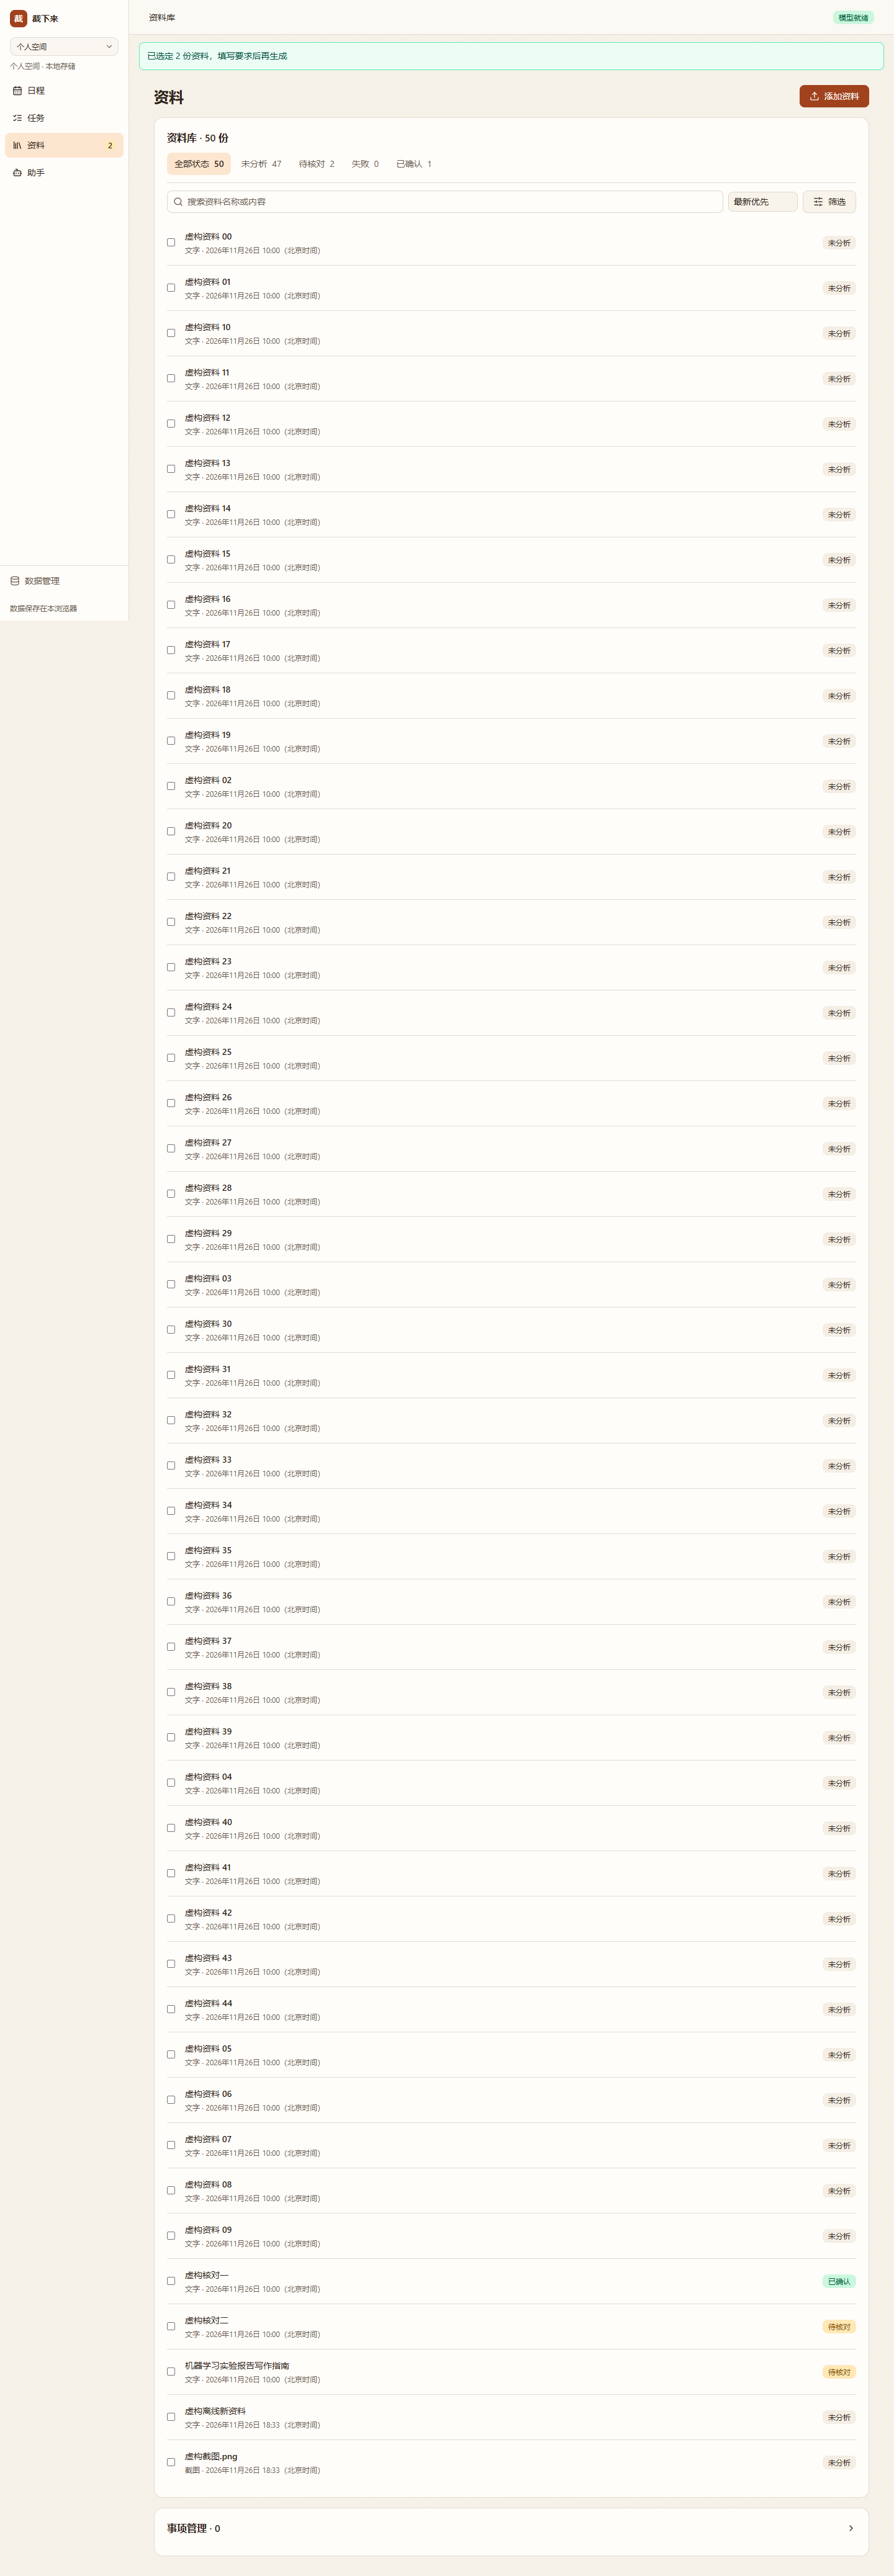 截 截下来
个人空间
个人空间 · 本地存储
日程
任务
资料 2
助手
数据管理
数据保存在本浏览器
资料库 模型就绪
已选定 2 份资料，填写要求后再生成
资料 添加资料
资料库 · 50 份
全部状态 50 未分析 47 待核对 2 失败 0 已确认 1
搜索资料名称或内容 最新优先 筛选
虚构资料 00
文字 · 2026年11月26日 10:00（北京时间） 未分析
虚构资料 01
文字 · 2026年11月26日 10:00（北京时间） 未分析
虚构资料 10
文字 · 2026年11月26日 10:00（北京时间） 未分析
虚构资料 11
文字 · 2026年11月26日 10:00（北京时间） 未分析
虚构资料 12
文字 · 2026年11月26日 10:00（北京时间） 未分析
虚构资料 13
文字 · 2026年11月26日 10:00（北京时间） 未分析
虚构资料 14
文字 · 2026年11月26日 10:00（北京时间） 未分析
虚构资料 15
文字 · 2026年11月26日 10:00（北京时间） 未分析
虚构资料 16
文字 · 2026年11月26日 10:00（北京时间） 未分析
虚构资料 17
文字 · 2026年11月26日 10:00（北京时间） 未分析
虚构资料 18
文字 · 2026年11月26日 10:00（北京时间） 未分析
虚构资料 19
文字 · 2026年11月26日 10:00（北京时间） 未分析
虚构资料 02
文字 · 2026年11月26日 10:00（北京时间） 未分析
虚构资料 20
文字 · 2026年11月26日 10:00（北京时间） 未分析
虚构资料 21
文字 · 2026年11月26日 10:00（北京时间） 未分析
虚构资料 22
文字 · 2026年11月26日 10:00（北京时间） 未分析
虚构资料 23
文字 · 2026年11月26日 10:00（北京时间） 未分析
虚构资料 24
文字 · 2026年11月26日 10:00（北京时间） 未分析
虚构资料 25
文字 · 2026年11月26日 10:00（北京时间） 未分析
虚构资料 26
文字 · 2026年11月26日 10:00（北京时间） 未分析
虚构资料 27
文字 · 2026年11月26日 10:00（北京时间） 未分析
虚构资料 28
文字 · 2026年11月26日 10:00（北京时间） 未分析
虚构资料 29
文字 · 2026年11月26日 10:00（北京时间） 未分析
虚构资料 03
文字 · 2026年11月26日 10:00（北京时间） 未分析
虚构资料 30
文字 · 2026年11月26日 10:00（北京时间） 未分析
虚构资料 31
文字 · 2026年11月26日 10:00（北京时间） 未分析
虚构资料 32
文字 · 2026年11月26日 10:00（北京时间） 未分析
虚构资料 33
文字 · 2026年11月26日 10:00（北京时间） 未分析
虚构资料 34
文字 · 2026年11月26日 10:00（北京时间） 未分析
虚构资料 35
文字 · 2026年11月26日 10:00（北京时间） 未分析
虚构资料 36
文字 · 2026年11月26日 10:00（北京时间） 未分析
虚构资料 37
文字 · 2026年11月26日 10:00（北京时间） 未分析
虚构资料 38
文字 · 2026年11月26日 10:00（北京时间） 未分析
虚构资料 39
文字 · 2026年11月26日 10:00（北京时间） 未分析
虚构资料 04
文字 · 2026年11月26日 10:00（北京时间） 未分析
虚构资料 40
文字 · 2026年11月26日 10:00（北京时间） 未分析
虚构资料 41
文字 · 2026年11月26日 10:00（北京时间） 未分析
虚构资料 42
文字 · 2026年11月26日 10:00（北京时间） 未分析
虚构资料 43
文字 · 2026年11月26日 10:00（北京时间） 未分析
虚构资料 44
文字 · 2026年11月26日 10:00（北京时间） 未分析
虚构资料 05
文字 · 2026年11月26日 10:00（北京时间） 未分析
虚构资料 06
文字 · 2026年11月26日 10:00（北京时间） 未分析
虚构资料 07
文字 · 2026年11月26日 10:00（北京时间） 未分析
虚构资料 08
文字 · 2026年11月26日 10:00（北京时间） 未分析
虚构资料 09
文字 · 2026年11月26日 10:00（北京时间） 未分析
虚构核对一
文字 · 2026年11月26日 10:00（北京时间） 已确认
虚构核对二
文字 · 2026年11月26日 10:00（北京时间） 待核对
机器学习实验报告写作指南
文字 · 2026年11月26日 10:00（北京时间） 待核对
虚构离线新资料
文字 · 2026年11月26日 18:33（北京时间） 未分析
虚构截图.png
截图 · 2026年11月26日 18:33（北京时间） 未分析
事项管理 · 0